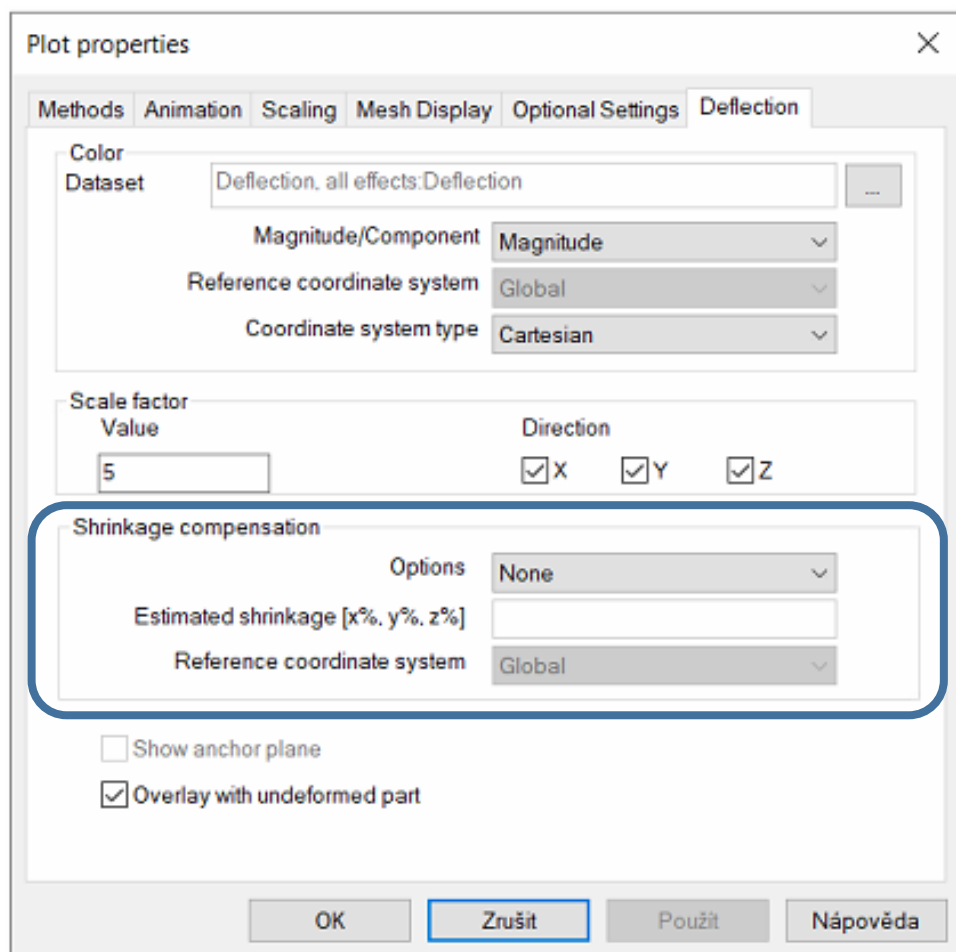 Plot properties
Methods Animation Scaling Mesh Display Optional Settings Deflection
Color
Dataset Deflection, all effects:Deflection ...
Magnitude/Component Magnitude
Reference coordinate system Global
Coordinate system type Cartesian
Scale factor
Value Direction
5 X Y Z
Shrinkage compensation
Options None
Estimated shrinkage [x%, y%, z%]
Reference coordinate system Global
Show anchor plane
Overlay with undeformed part
OK Zrušit Použít Nápověda